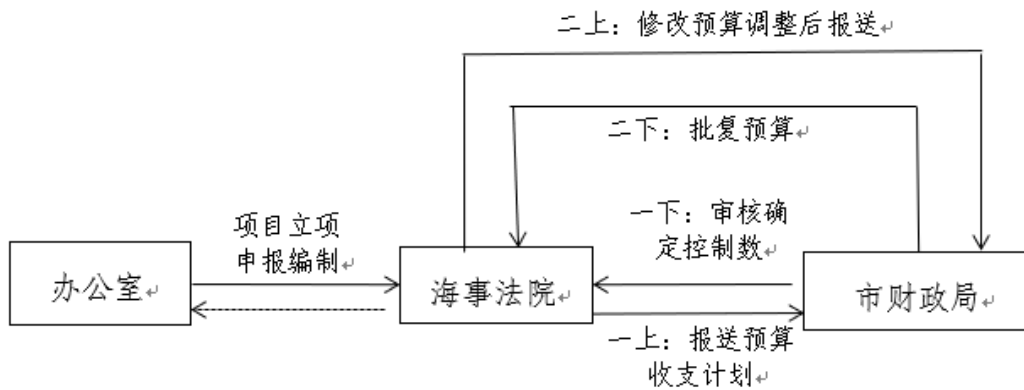 二上：修改预算调整后报送
二下：批复预算
项目立项
申报编制
一下：审核确
定控制数
办公室
海事法院
市财政局
一上：报送预算
收支计划